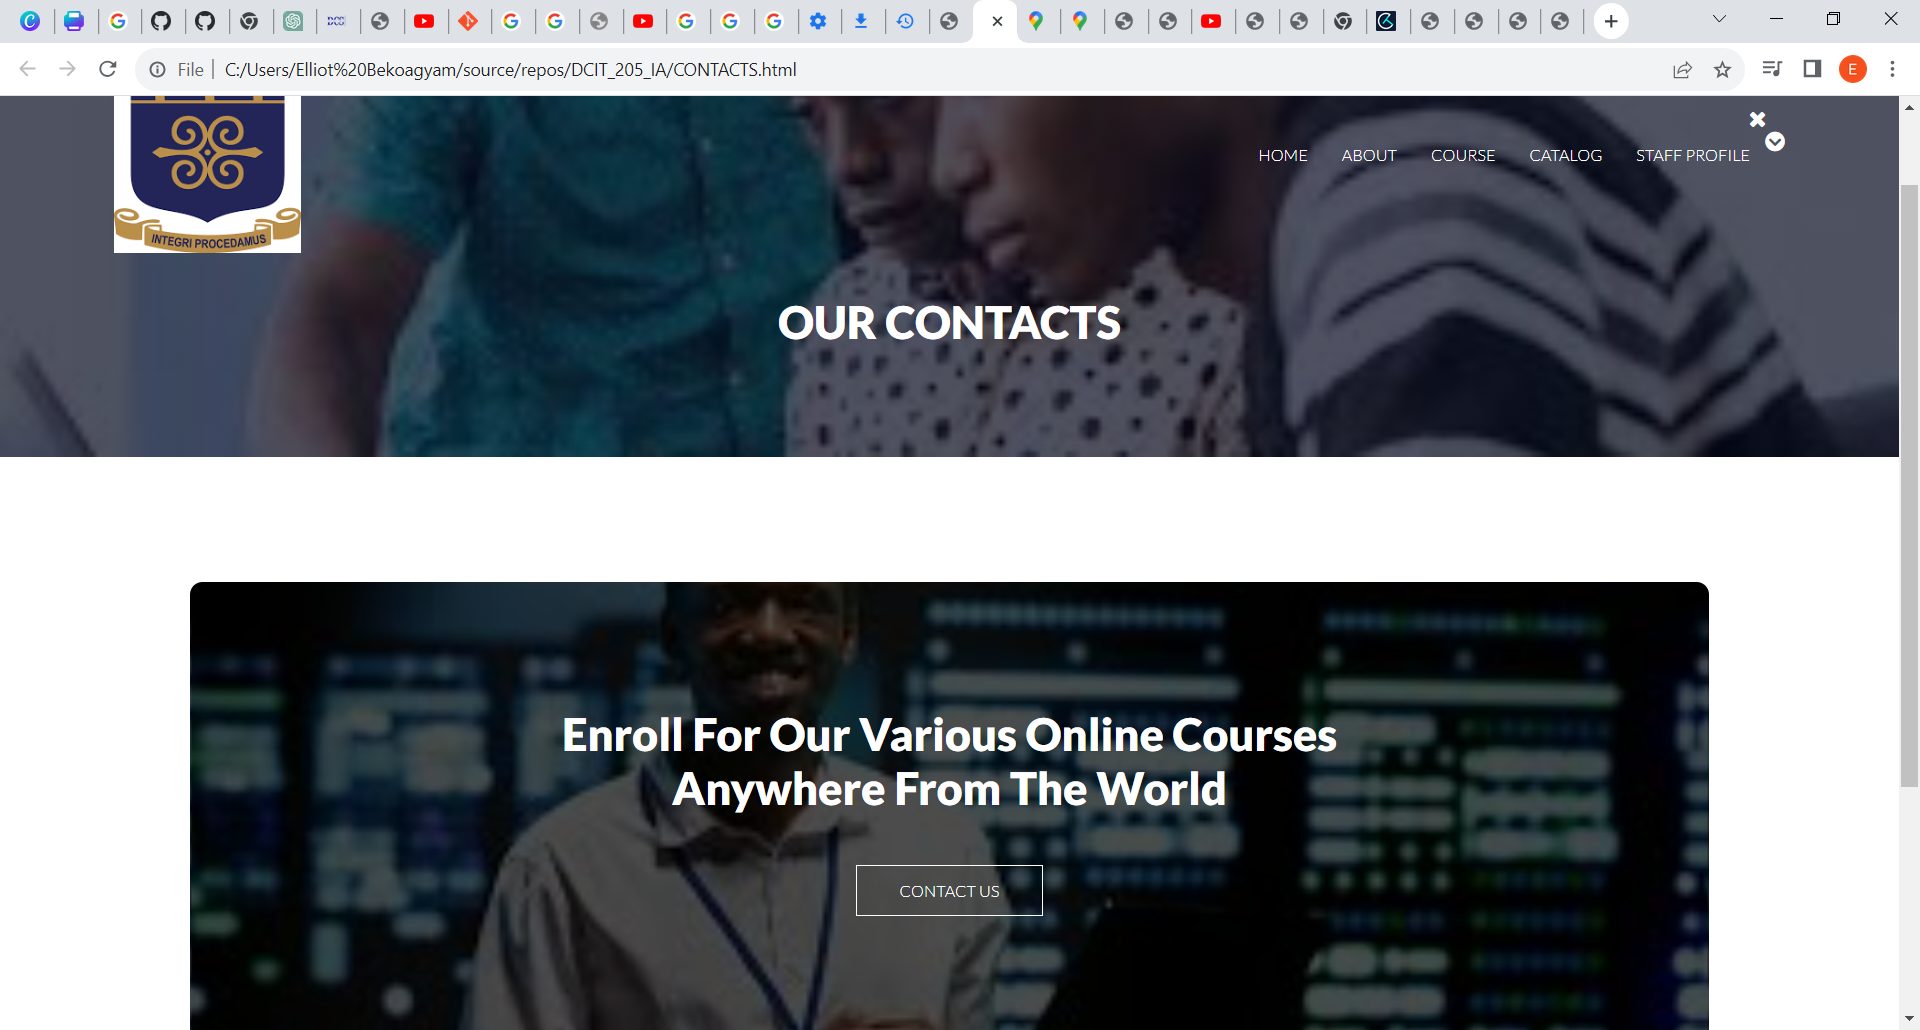 DCS
File
C:/Users/Elliot%20Bekoagyam/source/repos/DCIT_205_IA/CONTACTS.html
E
INTEGRI PROCEDAMUS
HOME ABOUT COURSE CATALOG STAFF PROFILE
OUR CONTACTS
Enroll For Our Various Online Courses
Anywhere From The World
CONTACT US